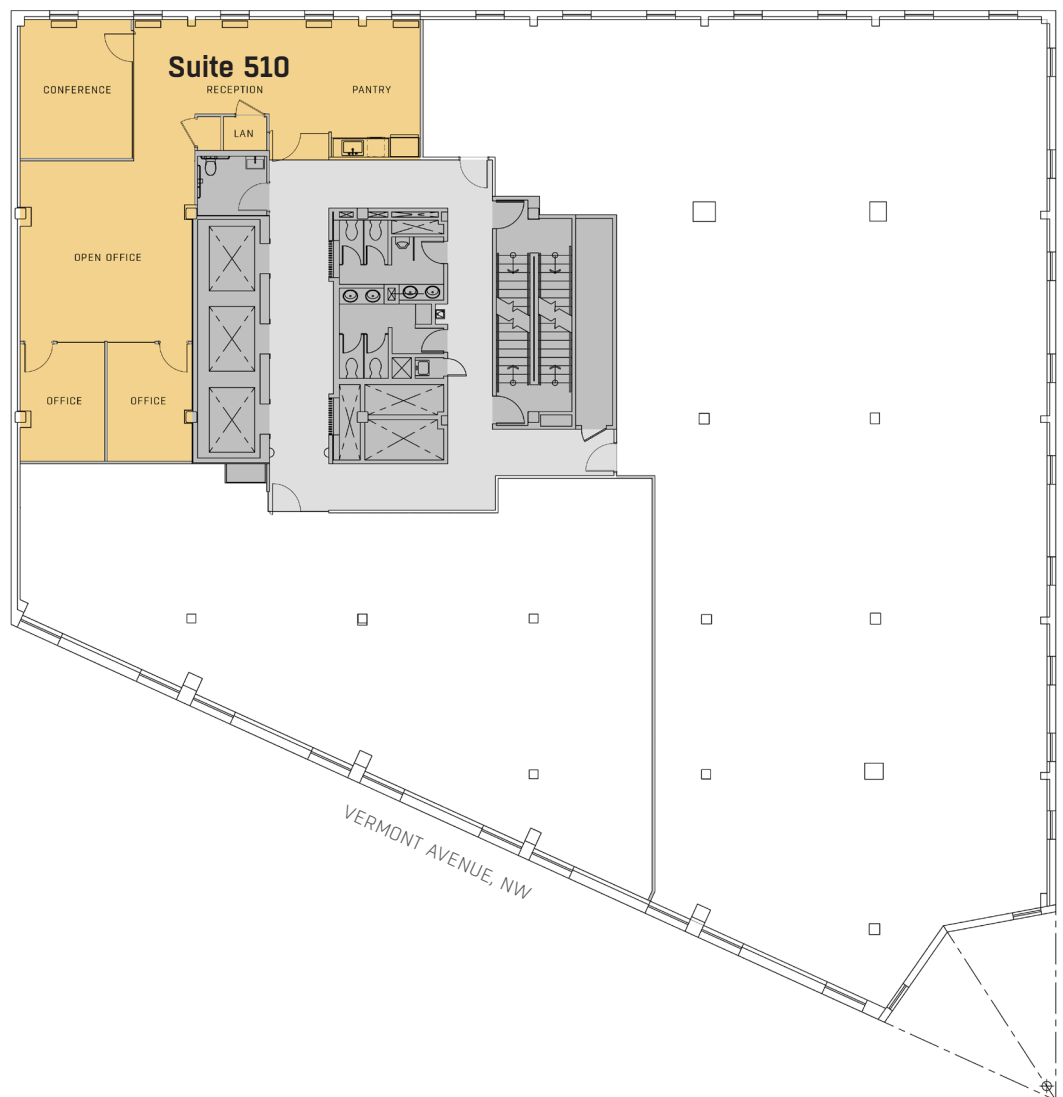 Suite 510
CONFERENCE
RECEPTION
PANTRY
LAN
OPEN OFFICE
OFFICE
OFFICE
VERMONT AVENUE, NW